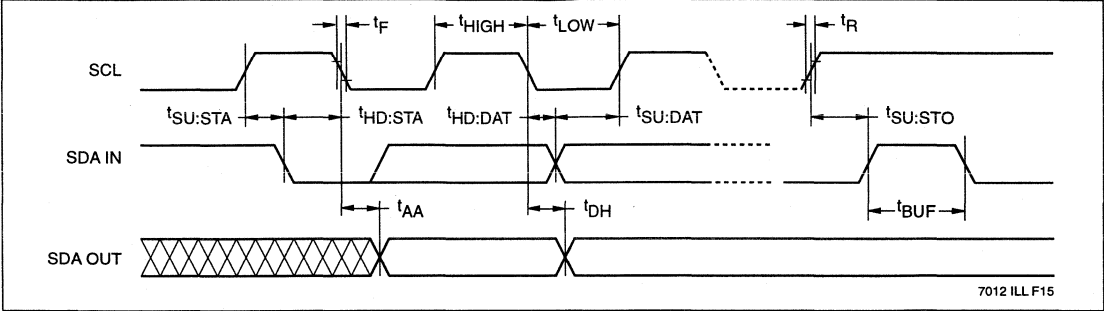 tF tHIGH tLOW tR
SCL
tSU:STA tHD:STA tHD:DAT tSU:DAT tSU:STO
SDA IN
tAA tDH tBUF
SDA OUT
7012 ILL F15